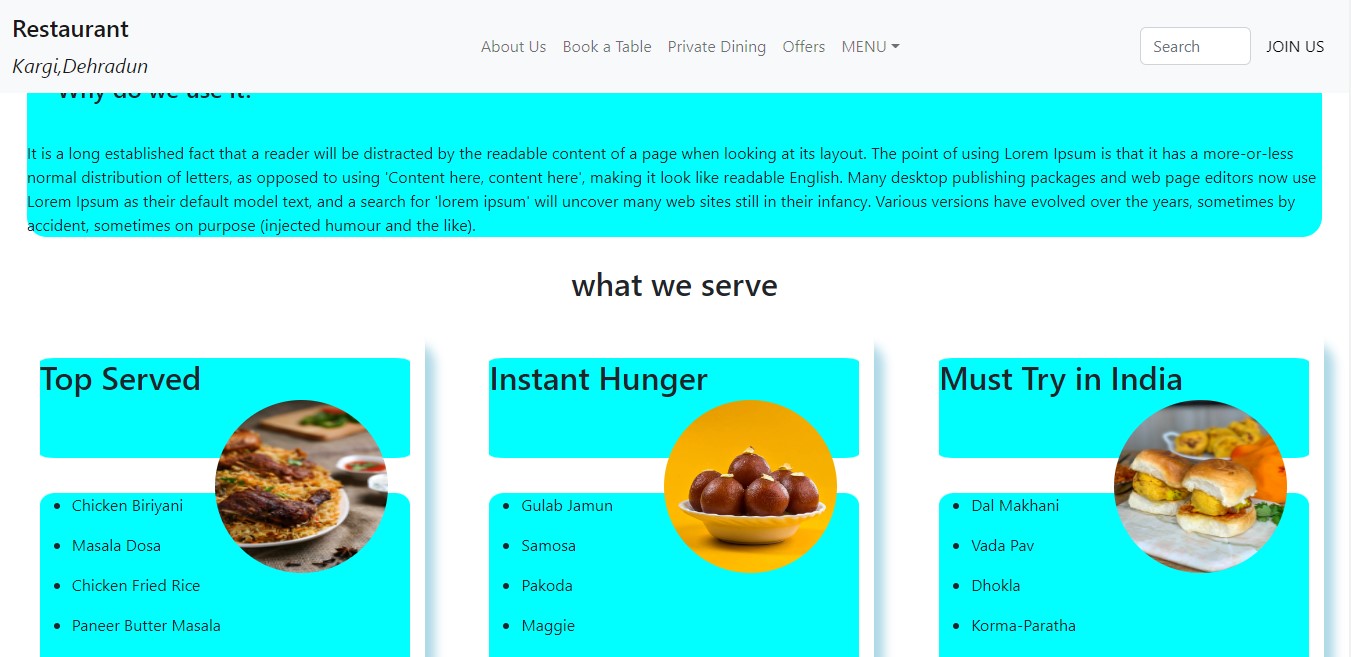 Restaurant
Kargi,Dehradun
About Us Book a Table Private Dining Offers MENU
Search
JOIN US
Why do we use it?
It is a long established fact that a reader will be distracted by the readable content of a page when looking at its layout. The point of using Lorem Ipsum is that it has a more-or-less
normal distribution of letters, as opposed to using 'Content here, content here', making it look like readable English. Many desktop publishing packages and web page editors now use
Lorem Ipsum as their default model text, and a search for 'lorem ipsum' will uncover many web sites still in their infancy. Various versions have evolved over the years, sometimes by
accident, sometimes on purpose (injected humour and the like).
what we serve
Top Served
Chicken Biriyani
Masala Dosa
Chicken Fried Rice
Paneer Butter Masala
Instant Hunger
Gulab Jamun
Samosa
Pakoda
Maggie
Must Try in India
Dal Makhani
Vada Pav
Dhokla
Korma-Paratha